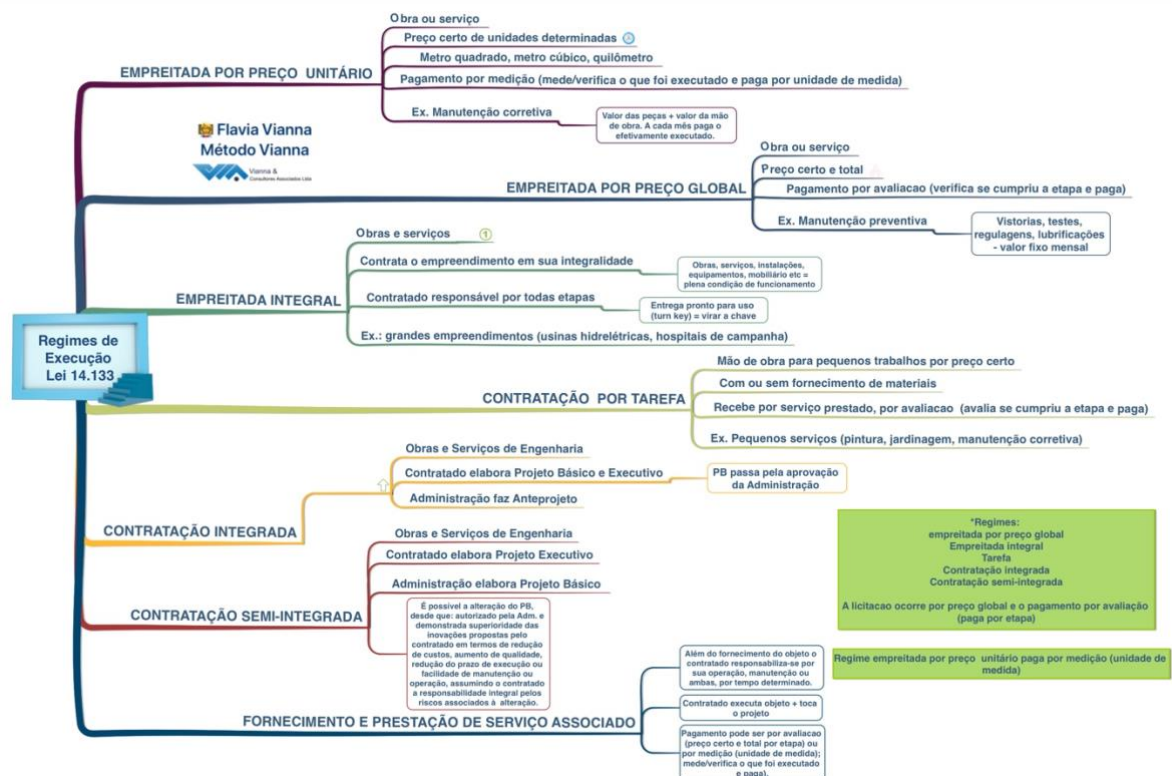 Regimes de
Execução
Lei 14.133
Flavia Vianna
Método Vianna
Vianna &
Consultores Associados Ltda
EMPREITADA POR PREÇO UNITÁRIO
Obra ou serviço
Preço certo de unidades determinadas
Metro quadrado, metro cúbico, quilômetro
Pagamento por medição (mede/verifica o que foi executado e paga por unidade de medida)
Ex. Manutenção corretiva
Valor das peças + valor da mão
de obra. A cada mês paga o
efetivamente executado.
EMPREITADA POR PREÇO GLOBAL
Obra ou serviço
Preço certo e total
Pagamento por avaliacao (verifica se cumpriu a etapa e paga)
Ex. Manutenção preventiva
Vistorias, testes,
regulagens, lubrificações
- valor fixo mensal
EMPREITADA INTEGRAL
Obras e serviços
1
Contrata o empreendimento em sua integralidade
Obras, serviços, instalações,
equipamentos, mobiliário etc =
plena condição de funcionamento
Contratado responsável por todas etapas
Entrega pronto para uso
(turn key) = virar a chave
Ex.: grandes empreendimentos (usinas hidrelétricas, hospitais de campanha)
CONTRATAÇÃO POR TAREFA
Mão de obra para pequenos trabalhos por preço certo
Com ou sem fornecimento de materiais
Recebe por serviço prestado, por avaliacao (avalia se cumpriu a etapa e paga)
Ex. Pequenos serviços (pintura, jardinagem, manutenção corretiva)
CONTRATAÇÃO INTEGRADA
Obras e Serviços de Engenharia
Contratado elabora Projeto Básico e Executivo
PB passa pela aprovação
da Administração
Administração faz Anteprojeto
CONTRATAÇÃO SEMI-INTEGRADA
Obras e Serviços de Engenharia
Contratado elabora Projeto Executivo
Administração elabora Projeto Básico
É possível a alteração do PB,
desde que: autorizado pela Adm. e
demonstrada superioridade das
inovações propostas pelo
contratado em termos de redução
de custos, aumento de qualidade,
redução do prazo de execução ou
facilidade de manutenção ou
operação, assumindo o contratado
a responsabilidade integral pelos
riscos associados à alteração.
FORNECIMENTO E PRESTAÇÃO DE SERVIÇO ASSOCIADO
Além do fornecimento do objeto o
contratado responsabiliza-se por
sua operação, manutenção ou
ambas, por tempo determinado.
Contratado executa objeto + toca
o projeto
Pagamento pode ser por avaliacao
(preço certo e total por etapa) ou
por medição (unidade de medida);
mede/verifica o que foi executado
e paga).
*Regimes:
empreitada por preço global
Empreitada integral
Tarefa
Contratação integrada
Contratação semi-integrada
A licitacao ocorre por preço global e o pagamento por avaliação
(paga por etapa)
Regime empreitada por preço unitário paga por medição (unidade de
medida)